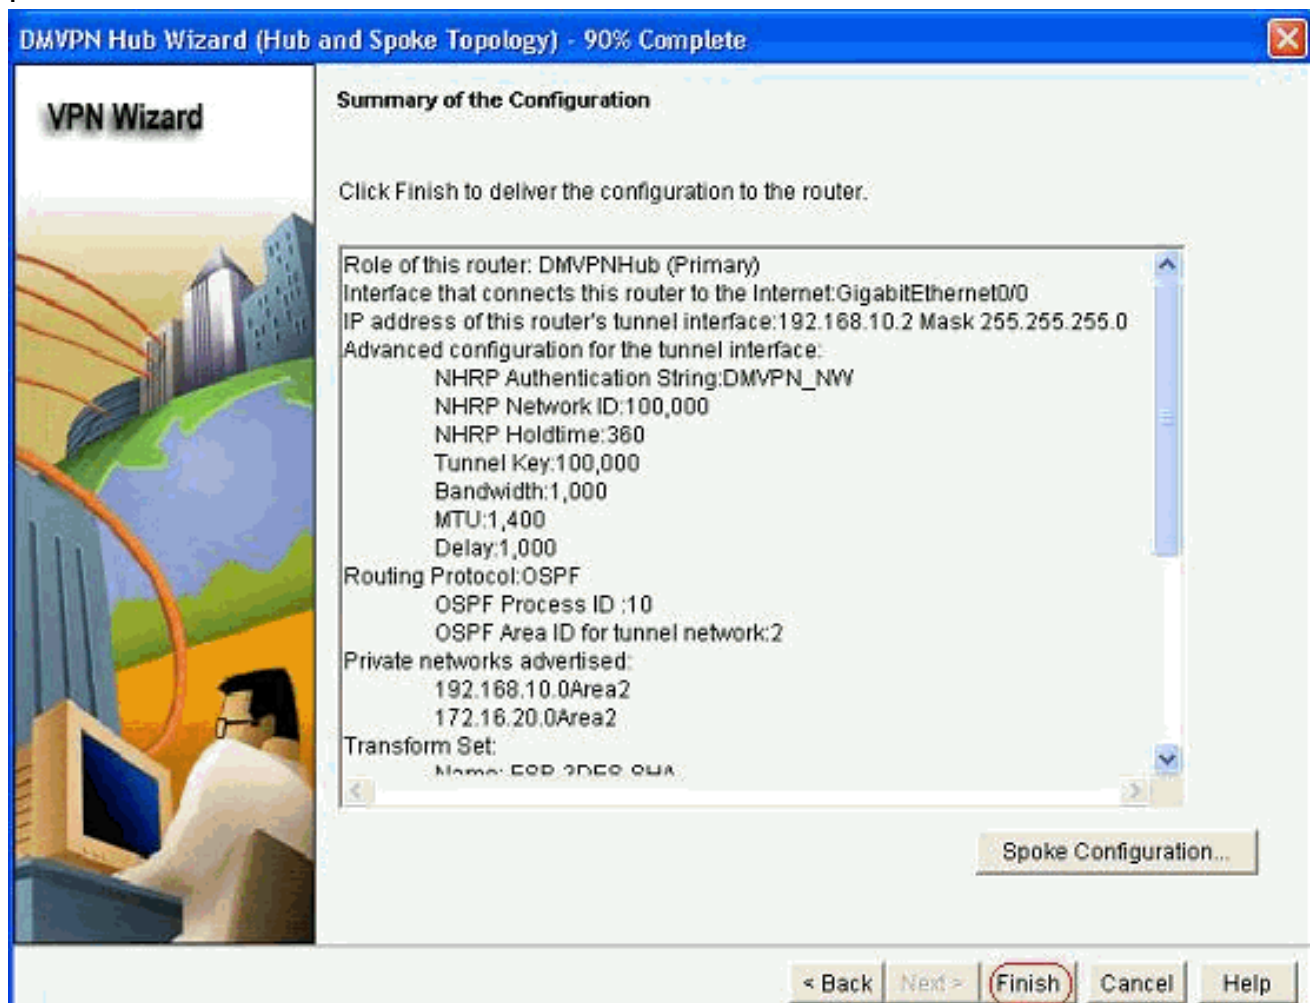 DMVPN Hub Wizard (Hub and Spoke Topology) - 90% Complete
VPN Wizard
Summary of the Configuration
Click Finish to deliver the configuration to the router.
Role of this router: DMVPNHub (Primary)
Interface that connects this router to the Internet:GigabitEthernet0/0
IP address of this router's tunnel interface:192.168.10.2 Mask 255.255.255.0
Advanced configuration for the tunnel interface:
NHRP Authentication String:DMVPN_NW
NHRP Network ID:100,000
NHRP Holdtime:360
Tunnel Key:100,000
Bandwidth:1,000
MTU:1,400
Delay:1,000
Routing Protocol:OSPF
OSPF Process ID :10
OSPF Area ID for tunnel network:2
Private networks advertised:
192.168.10.0Area2
172.16.20.0Area2
Transform Set:
Name: ESP-3DES-SHA
Spoke Configuration...
< Back Next > Finish Cancel Help